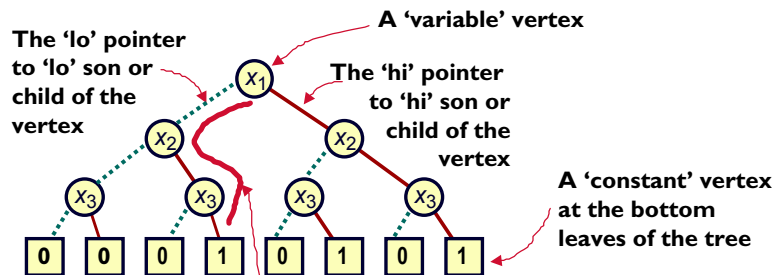 A ‘variable’ vertex
The ‘lo’ pointer
to ‘lo’ son or
child of the
vertex
The ‘hi’ pointer
to ‘hi’ son or
child of the
vertex
x1
x2 x2
x3 x3 x3 x3
0 0 0 1 0 1 0 1
A ‘constant’ vertex
at the bottom
leaves of the tree